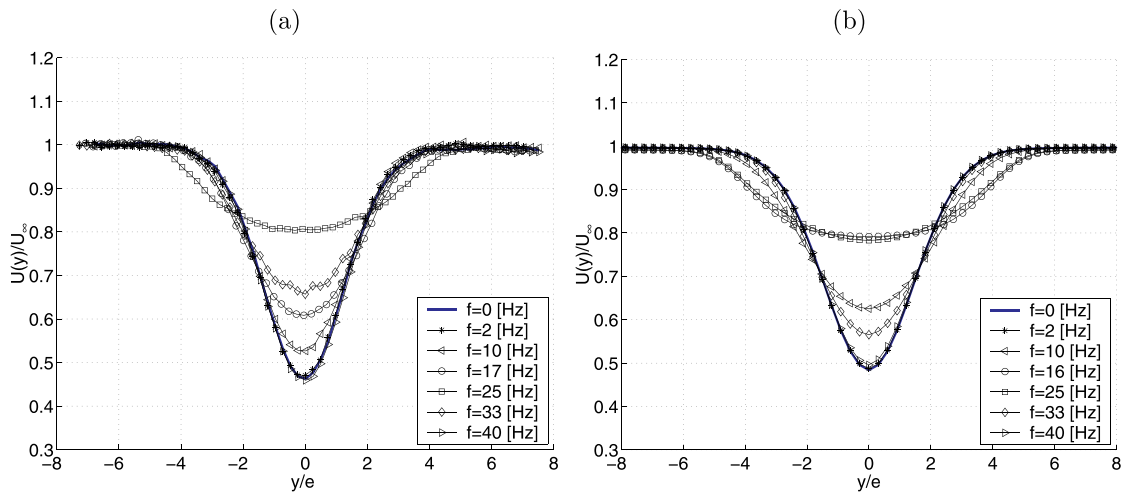 (a)
1.2
1.1
1
0.9
0.8
0.7
0.6
0.5
0.4
0.3
U(y)/U∞
−8 −6 −4 −2 0 2 4 6 8
y/e
f=0 [Hz]
f=2 [Hz]
f=10 [Hz]
f=17 [Hz]
f=25 [Hz]
f=33 [Hz]
f=40 [Hz]
(b)
1.2
1.1
1
0.9
0.8
0.7
0.6
0.5
0.4
0.3
U(y)/U∞
−8 −6 −4 −2 0 2 4 6 8
y/e
f=0 [Hz]
f=2 [Hz]
f=10 [Hz]
f=16 [Hz]
f=25 [Hz]
f=33 [Hz]
f=40 [Hz]